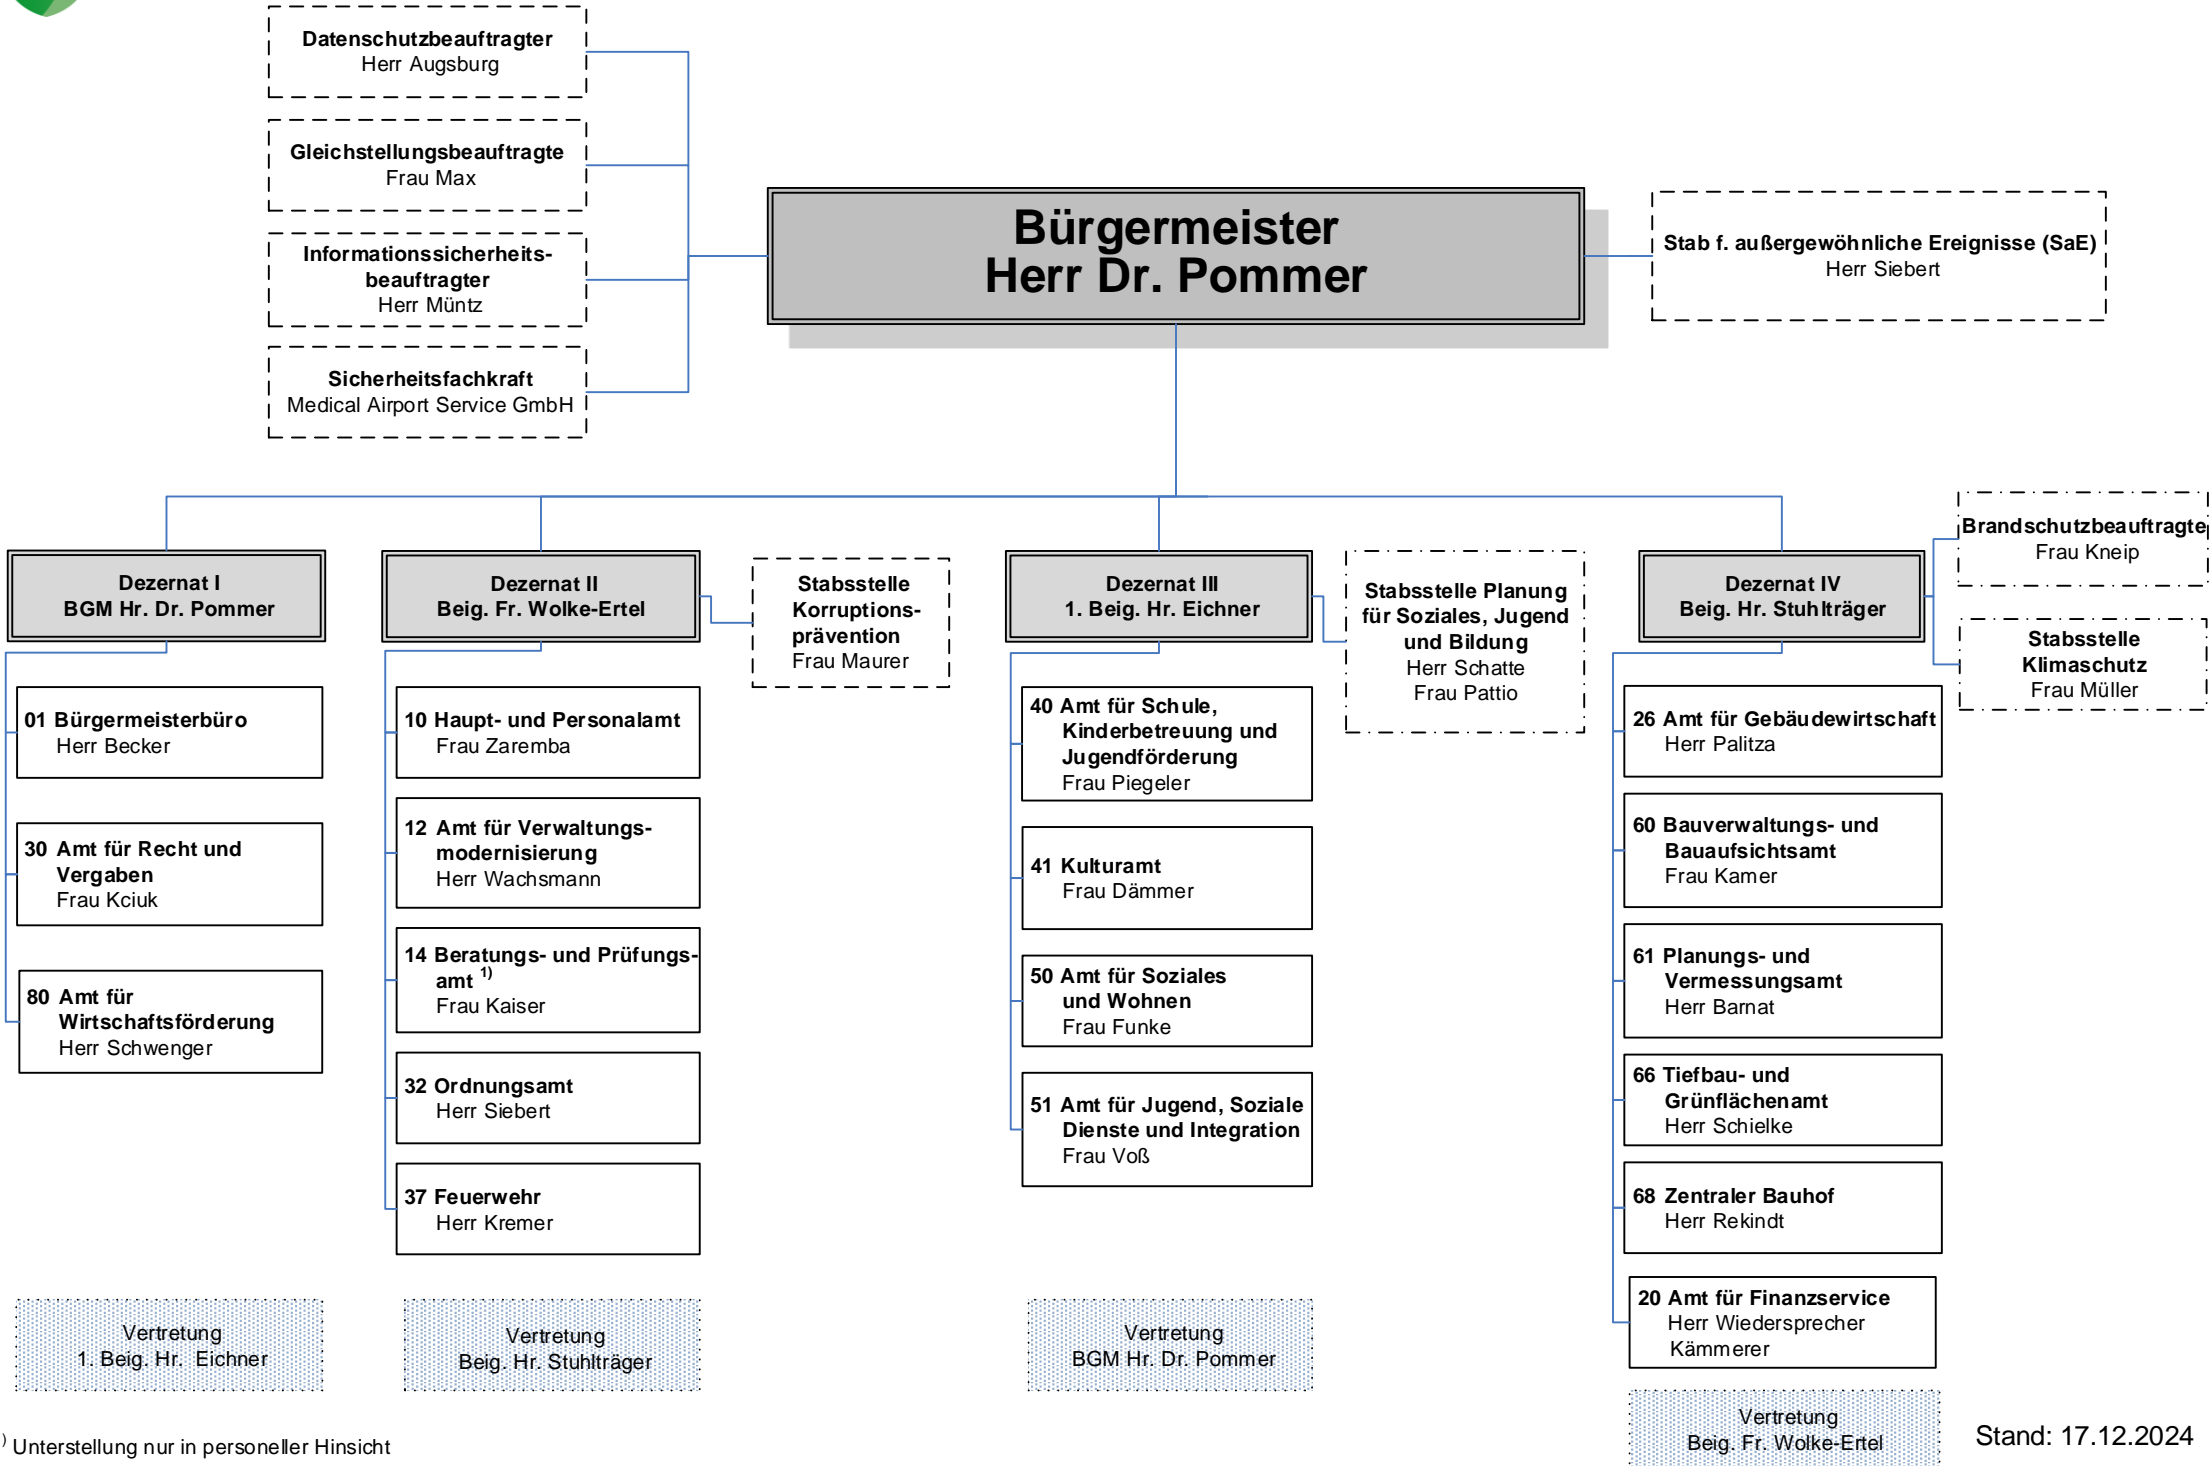 Datenschutzbeauftragter
Herr Augsburg
Gleichstellungsbeauftragte
Frau Max
Informationssicherheits-
beauftragter
Herr Müntz
Sicherheitsfachkraft
Medical Airport Service GmbH
Bürgermeister
Herr Dr. Pommer
Stab f. außergewöhnliche Ereignisse (SaE)
Herr Siebert
Dezernat I
BGM Hr. Dr. Pommer
01 Bürgermeisterbüro
Herr Becker
30 Amt für Recht und
Vergaben
Frau Kciuk
80 Amt für
Wirtschaftsförderung
Herr Schwenger
Vertretung
1. Beig. Hr. Eichner
Dezernat II
Beig. Fr. Wolke-Ertel
Stabsstelle
Korruptions-
prävention
Frau Maurer
10 Haupt- und Personalamt
Frau Zaremba
12 Amt für Verwaltungs-
modernisierung
Herr Wachsmann
14 Beratungs- und Prüfungs-
amt 1)
Frau Kaiser
32 Ordnungsamt
Herr Siebert
37 Feuerwehr
Herr Kremer
Vertretung
Beig. Hr. Stuhlträger
Dezernat III
1. Beig. Hr. Eichner
Stabsstelle Planung
für Soziales, Jugend
und Bildung
Herr Schatte
Frau Pattio
40 Amt für Schule,
Kinderbetreuung und
Jugendförderung
Frau Piegeler
41 Kulturamt
Frau Dämmer
50 Amt für Soziales
und Wohnen
Frau Funke
51 Amt für Jugend, Soziale
Dienste und Integration
Frau Voß
Vertretung
BGM Hr. Dr. Pommer
Dezernat IV
Beig. Hr. Stuhlträger
Brandschutzbeauftragte
Frau Kneip
Stabsstelle
Klimaschutz
Frau Müller
26 Amt für Gebäudewirtschaft
Herr Palitza
60 Bauverwaltungs- und
Bauaufsichtsamt
Frau Kamer
61 Planungs- und
Vermessungsamt
Herr Barnat
66 Tiefbau- und
Grünflächenamt
Herr Schielke
68 Zentraler Bauhof
Herr Rekindt
20 Amt für Finanzservice
Herr Wiedersprecher
Kämmerer
Vertretung
Beig. Fr. Wolke-Ertel
) Unterstellung nur in personeller Hinsicht
Stand: 17.12.2024